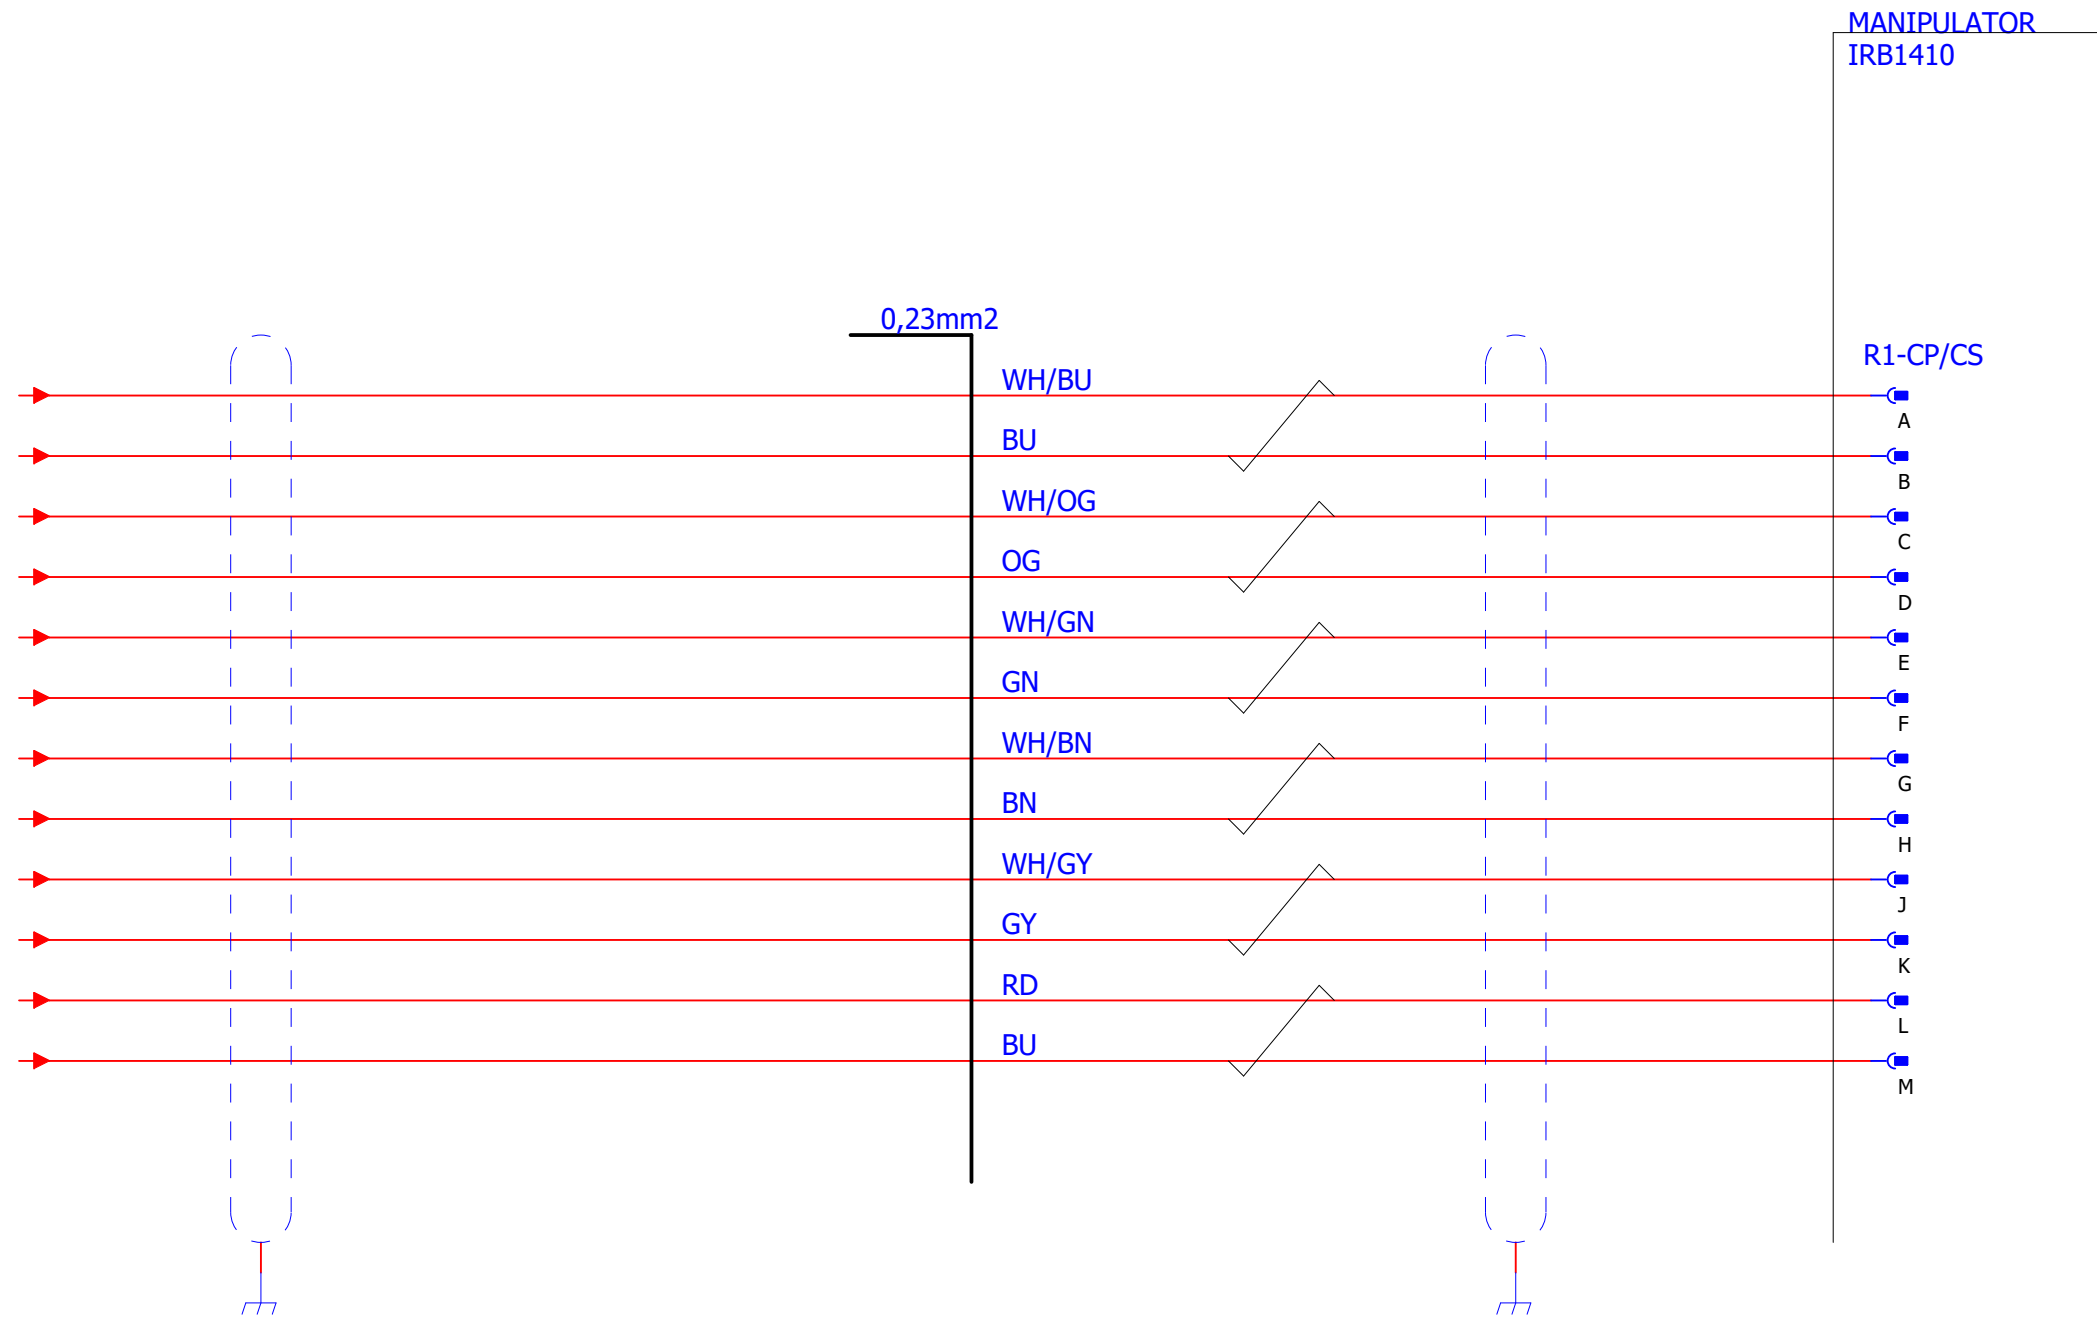 MANIPULATOR
IRB1410
0,23mm2
R1-CP/CS
WH/BU
A
BU
B
WH/OG
C
OG
D
WH/GN
E
GN
F
WH/BN
G
BN
H
WH/GY
J
GY
K
RD
L
BU
M